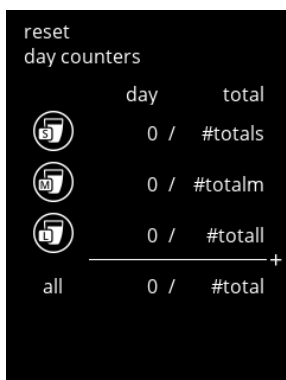 reset
day counters
day total
S 0 / #totals
M 0 / #totalm
L 0 / #totall
+
all 0 / #total